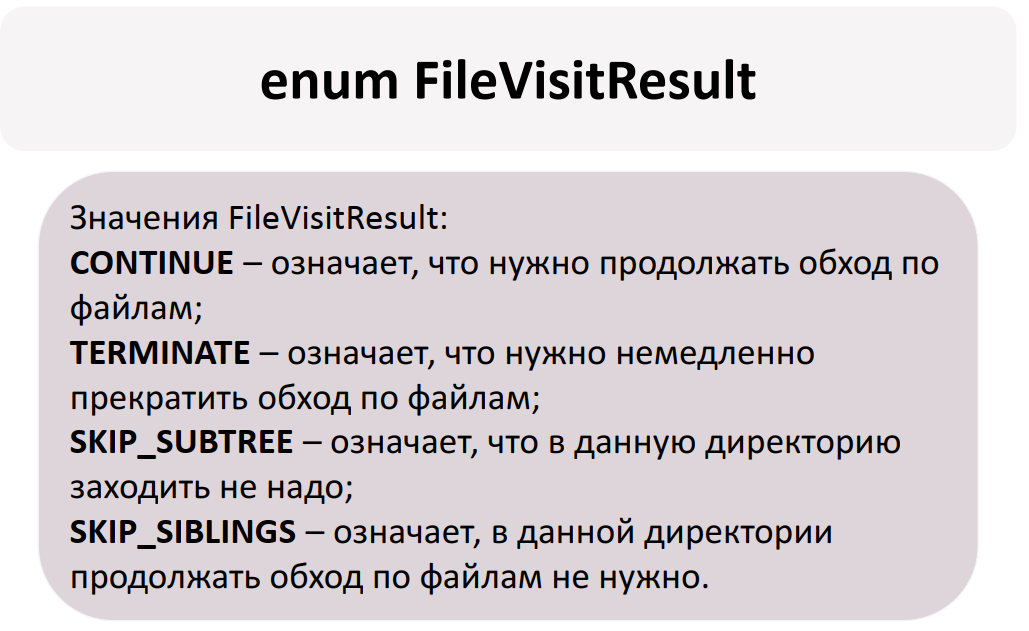 enum FileVisitResult
Значения FileVisitResult:
CONTINUE – означает, что нужно продолжать обход по
файлам;
TERMINATE – означает, что нужно немедленно
прекратить обход по файлам;
SKIP_SUBTREE – означает, что в данную директорию
заходить не надо;
SKIP_SIBLINGS – означает, в данной директории
продолжать обход по файлам не нужно.